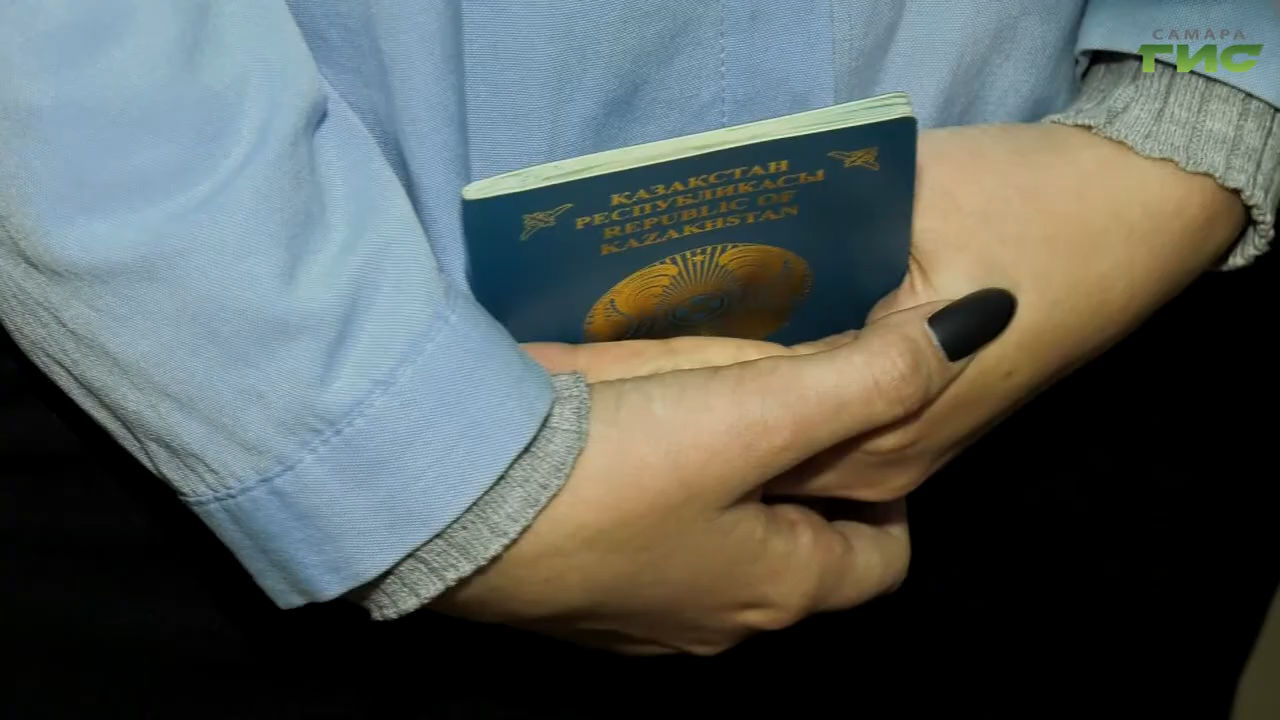 САМАРА
ГИС
ҚАЗАҚСТАН
РЕСПУБЛИКАСЫ
REPUBLIC OF
KAZAKHSTAN